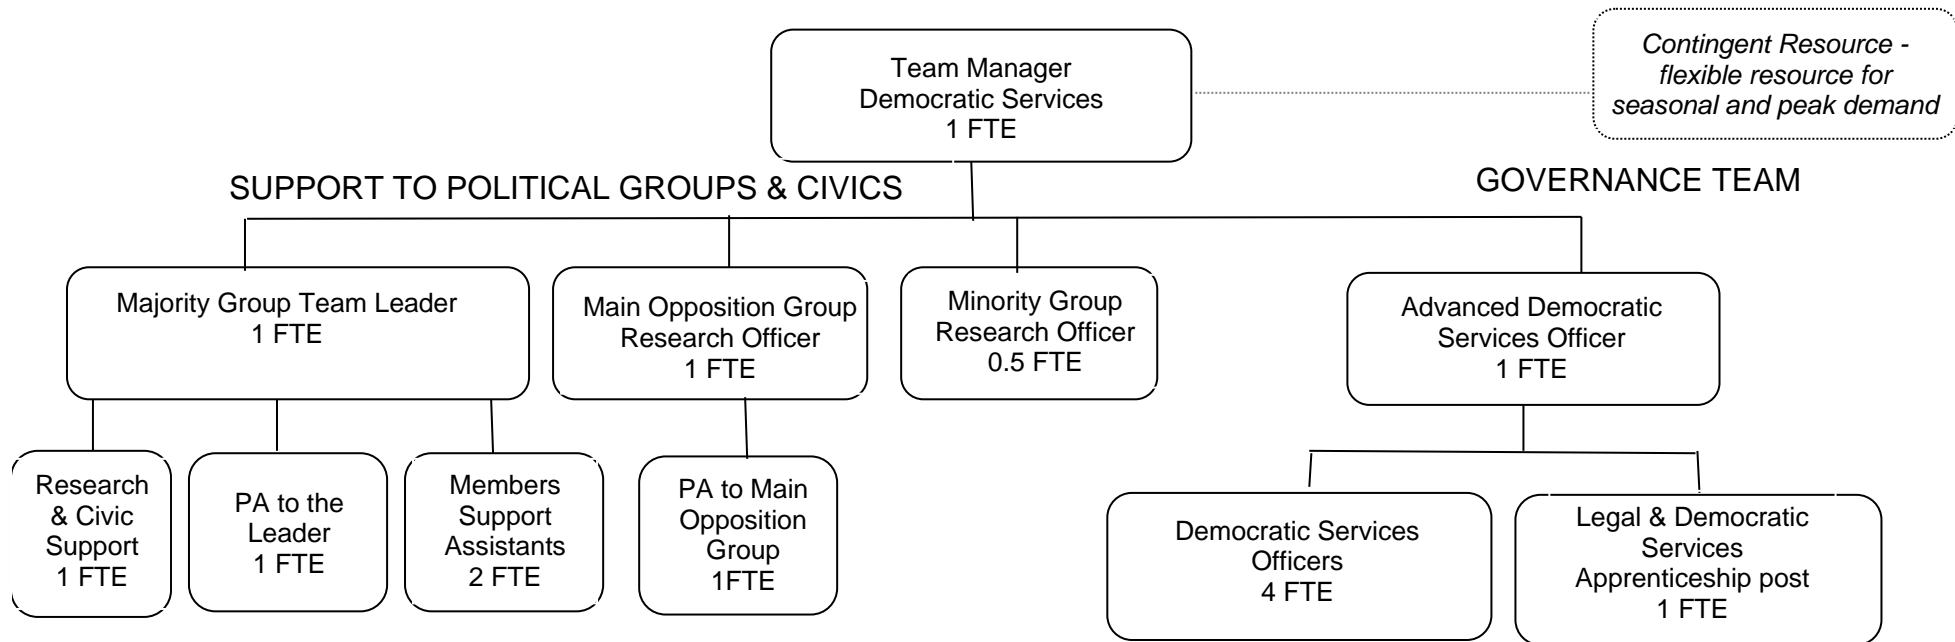 Team Manager
Democratic Services
1 FTE
Contingent Resource -
flexible resource for
seasonal and peak demand
SUPPORT TO POLITICAL GROUPS & CIVICS
GOVERNANCE TEAM
Majority Group Team Leader
1 FTE
Main Opposition Group
Research Officer
1 FTE
Minority Group
Research Officer
0.5 FTE
Advanced Democratic
Services Officer
1 FTE
Research
& Civic
Support
1 FTE
PA to the
Leader
1 FTE
Members
Support
Assistants
2 FTE
PA to Main
Opposition
Group
1FTE
Democratic Services
Officers
4 FTE
Legal & Democratic
Services
Apprenticeship post
1 FTE